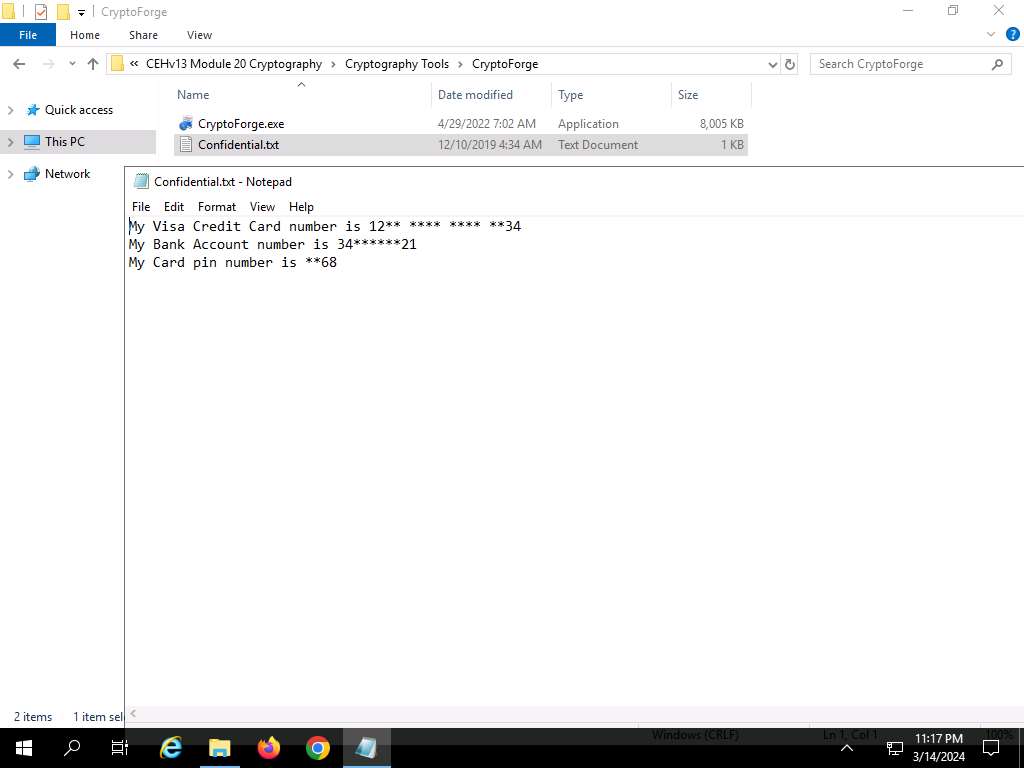 CryptoForge
File Home Share View
« CEHv13 Module 20 Cryptography > Cryptography Tools > CryptoForge
Search CryptoForge
Name Date modified Type Size
Quick access
CryptoForge.exe 4/29/2022 7:02 AM Application 8,005 KB
This PC
Confidential.txt 12/10/2019 4:34 AM Text Document 1 KB
Network
Confidential.txt - Notepad
File Edit Format View Help
My Visa Credit Card number is 12** **** **** **34
My Bank Account number is 34******21
My Card pin number is **68
2 items 1 item sel
Windows (CRLF) Ln 1, Col 1 100%
11:17 PM
3/14/2024